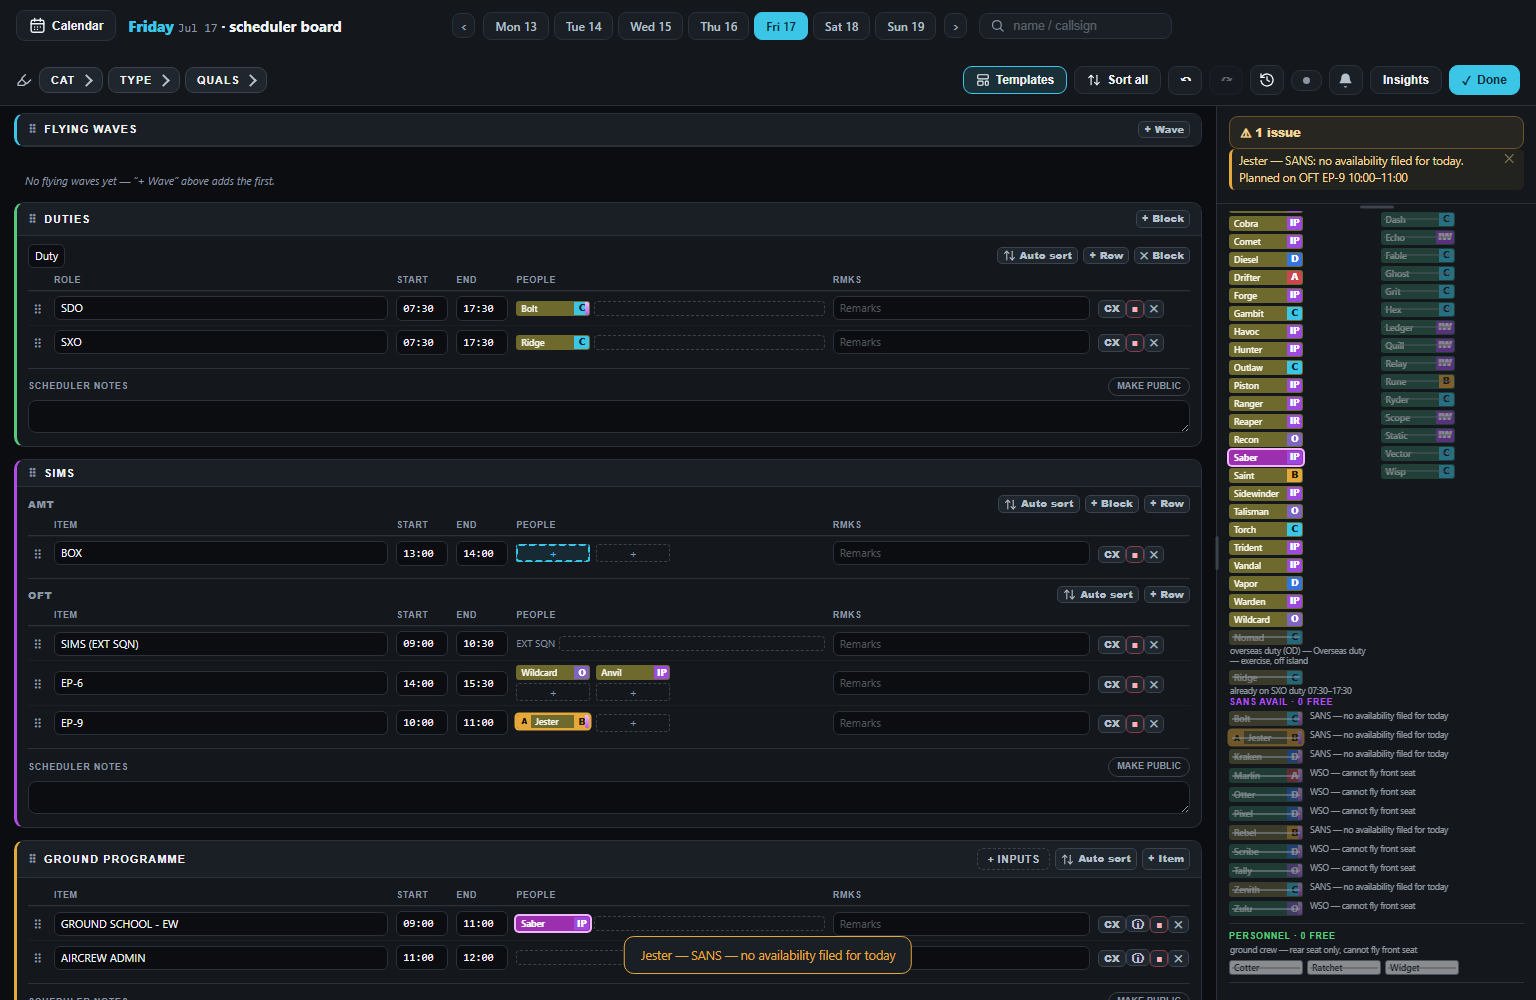 Calendar
Friday Jul 17 · scheduler board
‹ Mon 13 Tue 14 Wed 15 Thu 16 Fri 17 Sat 18 Sun 19 ›
name / callsign
CAT TYPE QUALS
Templates Sort all Insights ✓ Done
FLYING WAVES
+ Wave
No flying waves yet — "+ Wave" above adds the first.
DUTIES
+ Block
Duty
Auto sort + Row × Block
ROLE START END PEOPLE RMKS
SDO 07:30 17:30 Bolt C Remarks CX
SXO 07:30 17:30 Ridge C Remarks CX
SCHEDULER NOTES MAKE PUBLIC
SIMS
AMT Auto sort + Block + Row
ITEM START END PEOPLE RMKS
BOX 13:00 14:00 + + Remarks CX
OFT Auto sort + Row
ITEM START END PEOPLE RMKS
SIMS (EXT SQN) 09:00 10:30 EXT SQN Remarks CX
EP-6 14:00 15:30 Wildcard O Anvil IP + + Remarks CX
EP-9 10:00 11:00 A Jester B + Remarks CX
SCHEDULER NOTES MAKE PUBLIC
GROUND PROGRAMME
+ INPUTS Auto sort + Item
ITEM START END PEOPLE RMKS
GROUND SCHOOL - EW 09:00 11:00 Saber IP Remarks CX
AIRCREW ADMIN 11:00 12:00 CX
Jester — SANS — no availability filed for today
SCHEDULER NOTES MAKE PUBLIC
⚠ 1 issue
Jester — SANS: no availability filed for today.
Planned on OFT EP-9 10:00–11:00
Cobra IP
Comet IP
Diesel D
Drifter A
Forge IP
Gambit C
Havoc IP
Hunter IP
Outlaw C
Piston IP
Ranger IP
Reaper IR
Recon O
Saber IP
Saint B
Sidewinder IP
Talisman O
Torch C
Trident IP
Vandal IP
Vapor D
Warden IP
Wildcard O
Nomad C
overseas duty (OD) — Overseas duty
— exercise, off island
Ridge C
already on SXO duty 07:30–17:30
Dash C
Echo
Fable C
Ghost C
Grit C
Hex C
Ledger
Quill
Relay
Rune B
Ryder C
Scope
Static
Vector C
Wisp C
SANS AVAIL · 0 FREE
Bolt C SANS — no availability filed for today
A Jester B SANS — no availability filed for today
Kraken D SANS — no availability filed for today
Marlin A WSO — cannot fly front seat
Otter D WSO — cannot fly front seat
Pixel D WSO — cannot fly front seat
Rebel B SANS — no availability filed for today
Scribe D WSO — cannot fly front seat
Tally O WSO — cannot fly front seat
Zenith C SANS — no availability filed for today
Zulu O WSO — cannot fly front seat
PERSONNEL · 0 FREE
ground crew — rear seat only, cannot fly front seat
Cotter Ratchet Widget